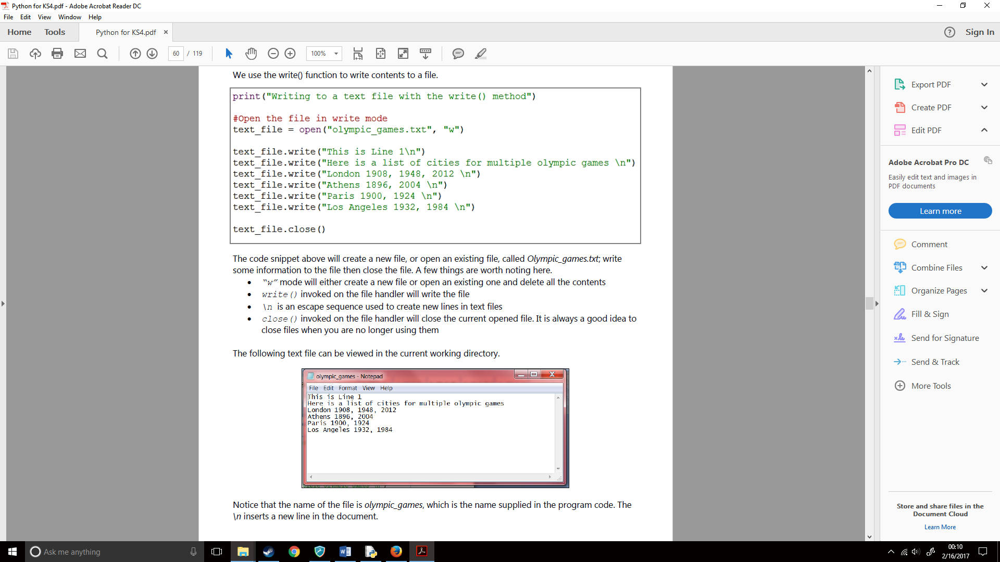 Python for KS4.pdf - Adobe Acrobat Reader DC
File Edit View Window Help
Home Tools Python for KS4.pdf × ? Sign In
60 / 119 100%
We use the write() function to write contents to a file.
print("Writing to a text file with the write() method")
#Open the file in write mode
text_file = open("olympic_games.txt", "w")
text_file.write("This is Line 1\n")
text_file.write("Here is a list of cities for multiple olympic games \n")
text_file.write("London 1908, 1948, 2012 \n")
text_file.write("Athens 1896, 2004 \n")
text_file.write("Paris 1900, 1924 \n")
text_file.write("Los Angeles 1932, 1984 \n")
text_file.close()
The code snippet above will create a new file, or open an existing file, called Olympic_games.txt; write
some information to the file then close the file. A few things are worth noting here.
• "w" mode will either create a new file or open an existing one and delete all the contents
• write() invoked on the file handler will write the file
• \n is an escape sequence used to create new lines in text files
• close() invoked on the file handler will close the current opened file. It is always a good idea to
close files when you are no longer using them
The following text file can be viewed in the current working directory.
olympic_games - Notepad
File Edit Format View Help
This is Line 1
Here is a list of cities for multiple olympic games
London 1908, 1948, 2012
Athens 1896, 2004
Paris 1900, 1924
Los Angeles 1932, 1984
Notice that the name of the file is olympic_games, which is the name supplied in the program code. The
\n inserts a new line in the document.
Export PDF
Create PDF
Edit PDF
Adobe Acrobat Pro DC
Easily edit text and images in
PDF documents
Learn more
Comment
Combine Files
Organize Pages
Fill & Sign
Send for Signature
Send & Track
More Tools
Store and share files in the
Document Cloud
Learn More
Ask me anything
00:10
2/16/2017